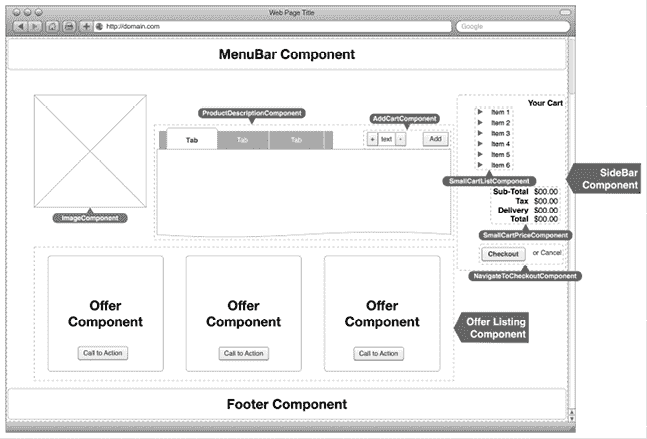 Web Page Title
http://domain.com
Google
MenuBar Component
Your Cart
ProductDescriptionComponent
AddCartComponent
Item 1
Item 2
Item 3
Item 4
Item 5
Item 6
Tab
Tab
Tab
+ text -
Add
SmallCartListComponent
SideBar
Component
Sub-Total $00.00
Tax $00.00
Delivery $00.00
Total $00.00
ImageComponent
SmallCartPriceComponent
Checkout or Cancel
NavigateToCheckoutComponent
Offer
Component
Call to Action
Offer
Component
Call to Action
Offer
Component
Call to Action
Offer Listing
Component
Footer Component